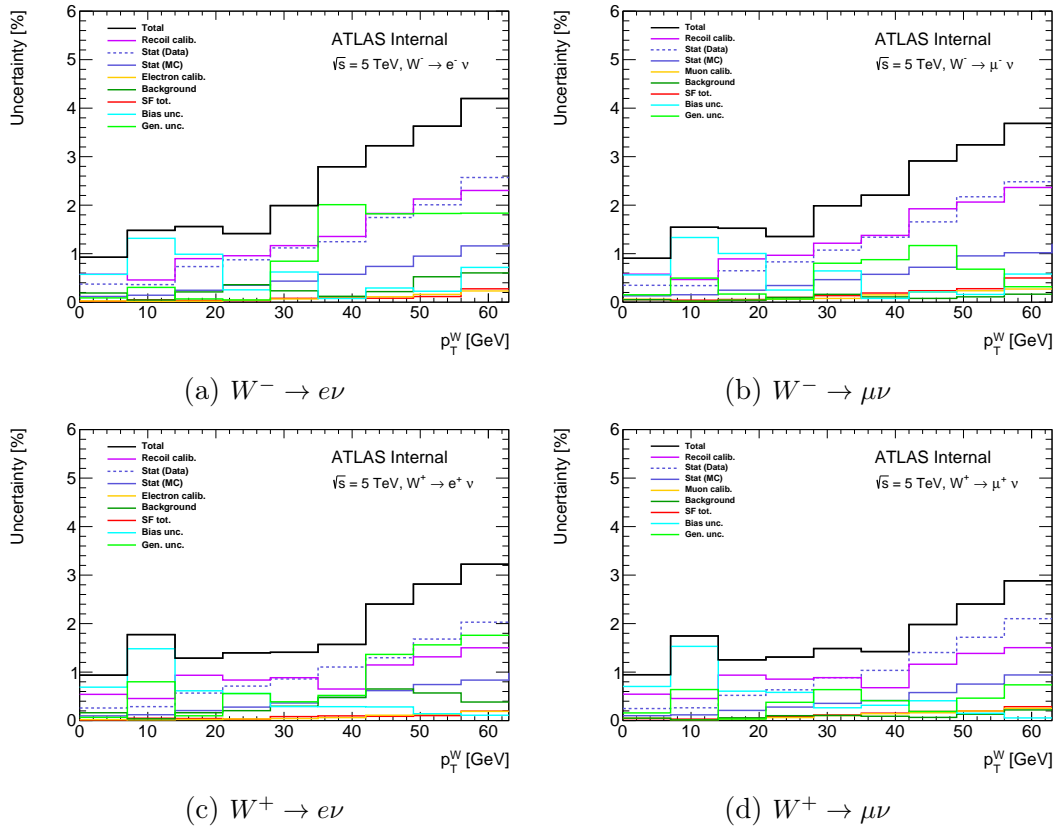 Uncertainty [%]
6
5
4
3
2
1
0
Total
Recoil calib.
Stat (Data)
Stat (MC)
Electron calib.
Background
SF tot.
Bias unc.
Gen. unc.
ATLAS Internal
√s = 5 TeV, W⁻ → e⁻ ν
0 10 20 30 40 50 60
p_T^W [GeV]
(a) W⁻ → eν
Uncertainty [%]
6
5
4
3
2
1
0
Total
Recoil calib.
Stat (Data)
Stat (MC)
Muon calib.
Background
SF tot.
Bias unc.
Gen. unc.
ATLAS Internal
√s = 5 TeV, W⁻ → μ⁻ ν
0 10 20 30 40 50 60
p_T^W [GeV]
(b) W⁻ → μν
Uncertainty [%]
6
5
4
3
2
1
0
Total
Recoil calib.
Stat (Data)
Stat (MC)
Electron calib.
Background
SF tot.
Bias unc.
Gen. unc.
ATLAS Internal
√s = 5 TeV, W⁺ → e⁺ ν
0 10 20 30 40 50 60
p_T^W [GeV]
(c) W⁺ → eν
Uncertainty [%]
6
5
4
3
2
1
0
Total
Recoil calib.
Stat (Data)
Stat (MC)
Muon calib.
Background
SF tot.
Bias unc.
Gen. unc.
ATLAS Internal
√s = 5 TeV, W⁺ → μ⁺ ν
0 10 20 30 40 50 60
p_T^W [GeV]
(d) W⁺ → μν